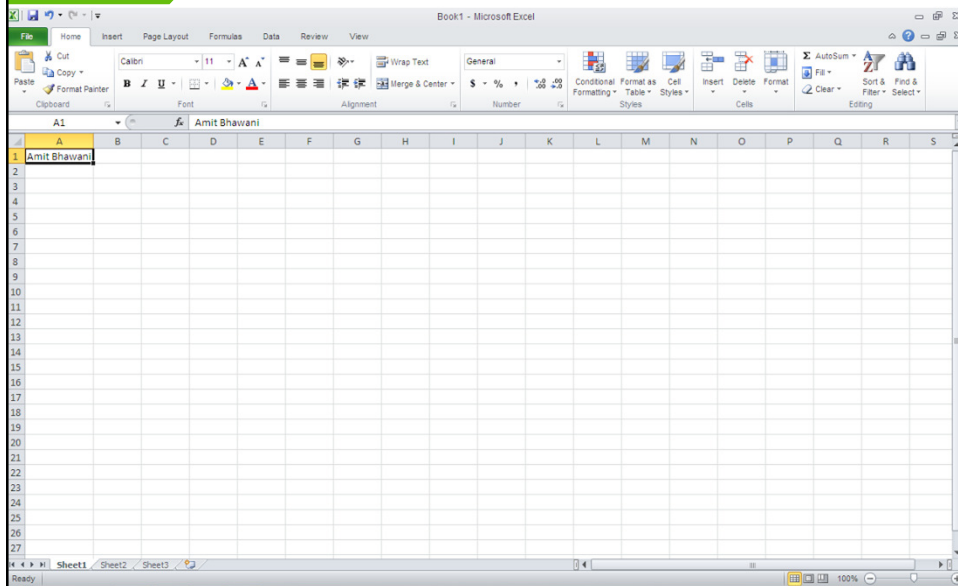 Book1 - Microsoft Excel
File Home Insert Page Layout Formulas Data Review View
Cut
Copy
Format Painter
Paste
Clipboard
Calibri 11 A A
B I U A
Font
Wrap Text
Merge & Center
Alignment
General
$ % , .0 .00 .00 .0
Number
Conditional Formatting
Format as Table
Cell Styles
Styles
Insert Delete Format
Cells
Σ AutoSum
Fill
Clear
Sort & Filter
Find & Select
Editing
A1 fx Amit Bhawani
A B C D E F G H I J K L M N O P Q R S
1 Amit Bhawani
2
3
4
5
6
7
8
9
10
11
12
13
14
15
16
17
18
19
20
21
22
23
24
25
26
27
Sheet1 Sheet2 Sheet3
Ready 100%